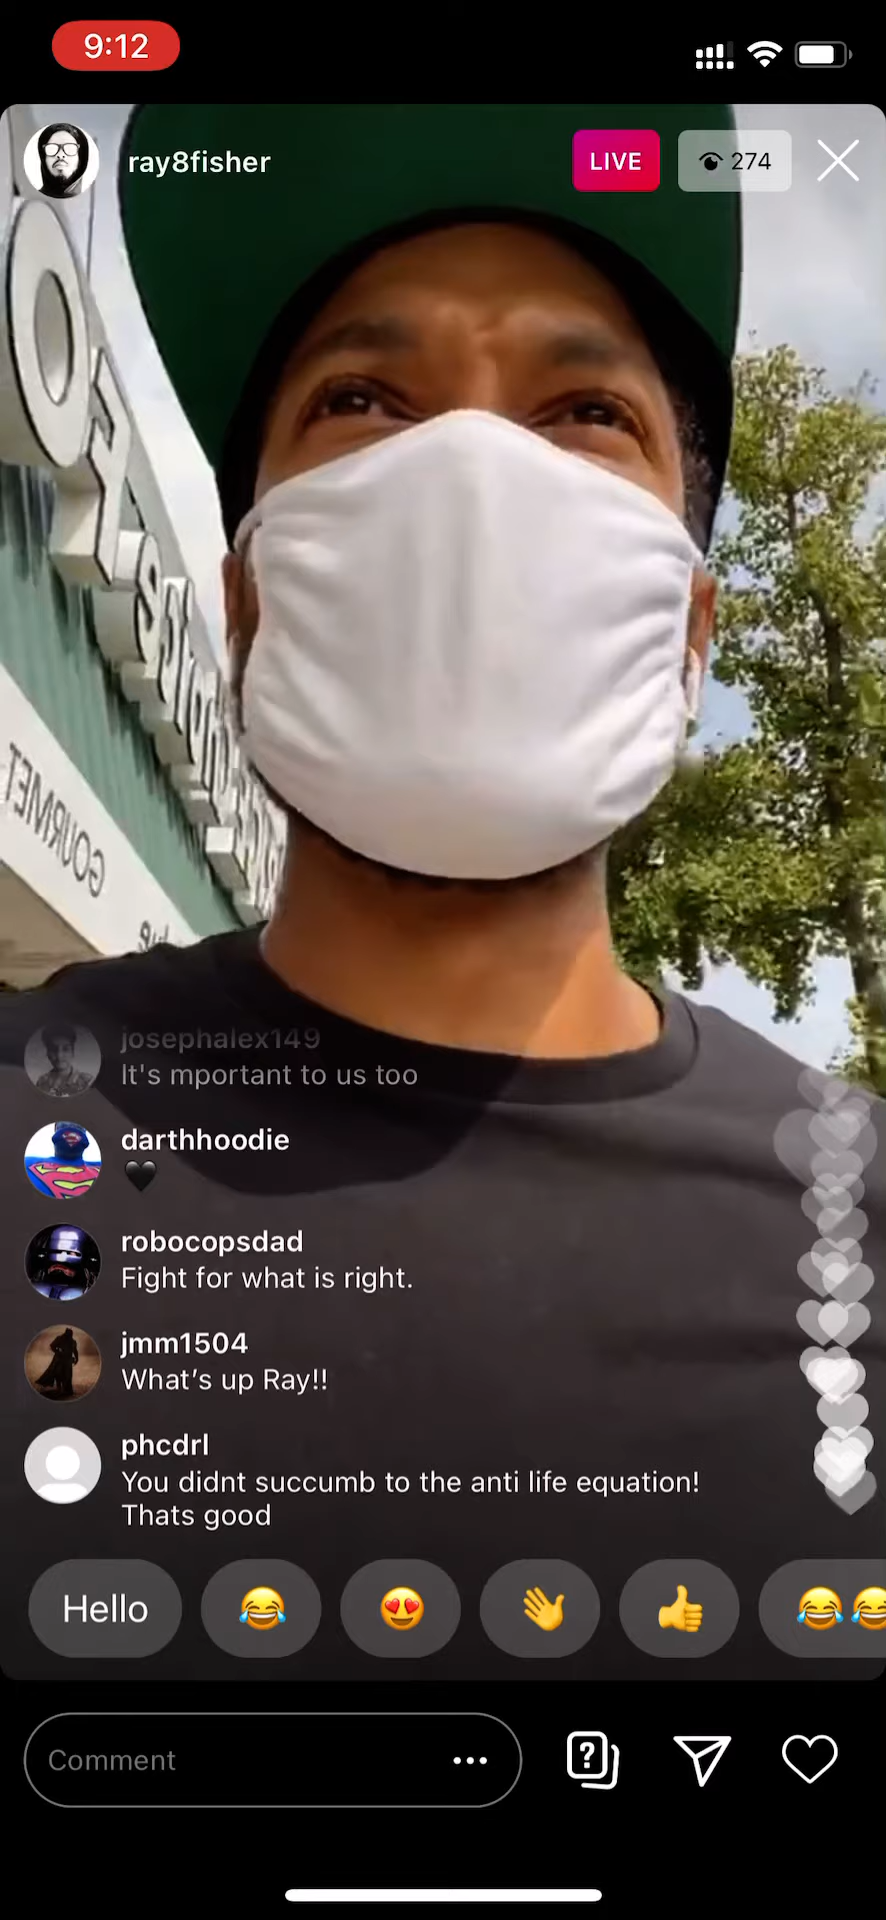 9:12
ray8fisher
LIVE
274
GOURMET
josephalex149
It's mportant to us too
darthhoodie
🖤
robocopsdad
Fight for what is right.
jmm1504
What's up Ray!!
phcdrl
You didnt succumb to the anti life equation!
Thats good
Hello
Comment